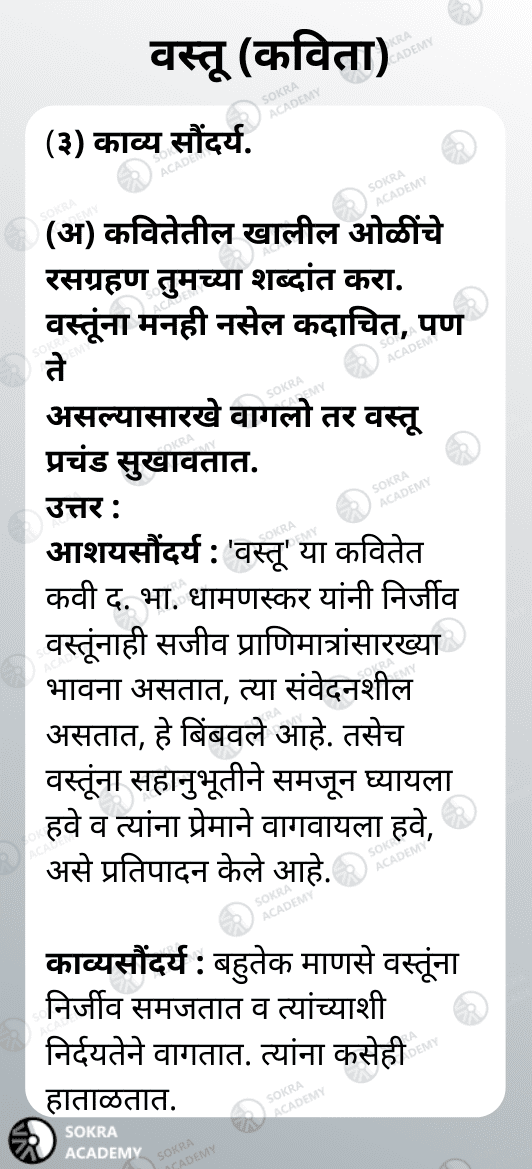 वस्तू (कविता)
(३) काव्य सौंदर्य.
(अ) कवितेतील खालील ओळींचे
रसग्रहण तुमच्या शब्दांत करा.
वस्तूंना मनही नसेल कदाचित, पण
ते
असल्यासारखे वागलो तर वस्तू
प्रचंड सुखावतात.
उत्तर :
आशयसौंदर्य : 'वस्तू' या कवितेत
कवी द. भा. धामणस्कर यांनी निर्जीव
वस्तूंनाही सजीव प्राणिमात्रांसारख्या
भावना असतात, त्या संवेदनशील
असतात, हे बिंबवले आहे. तसेच
वस्तूंना सहानुभूतीने समजून घ्यायला
हवे व त्यांना प्रेमाने वागवायला हवे,
असे प्रतिपादन केले आहे.
काव्यसौंदर्य : बहुतेक माणसे वस्तूंना
निर्जीव समजतात व त्यांच्याशी
निर्दयतेने वागतात. त्यांना कसेही
हाताळतात.
SOKRA
ACADEMY